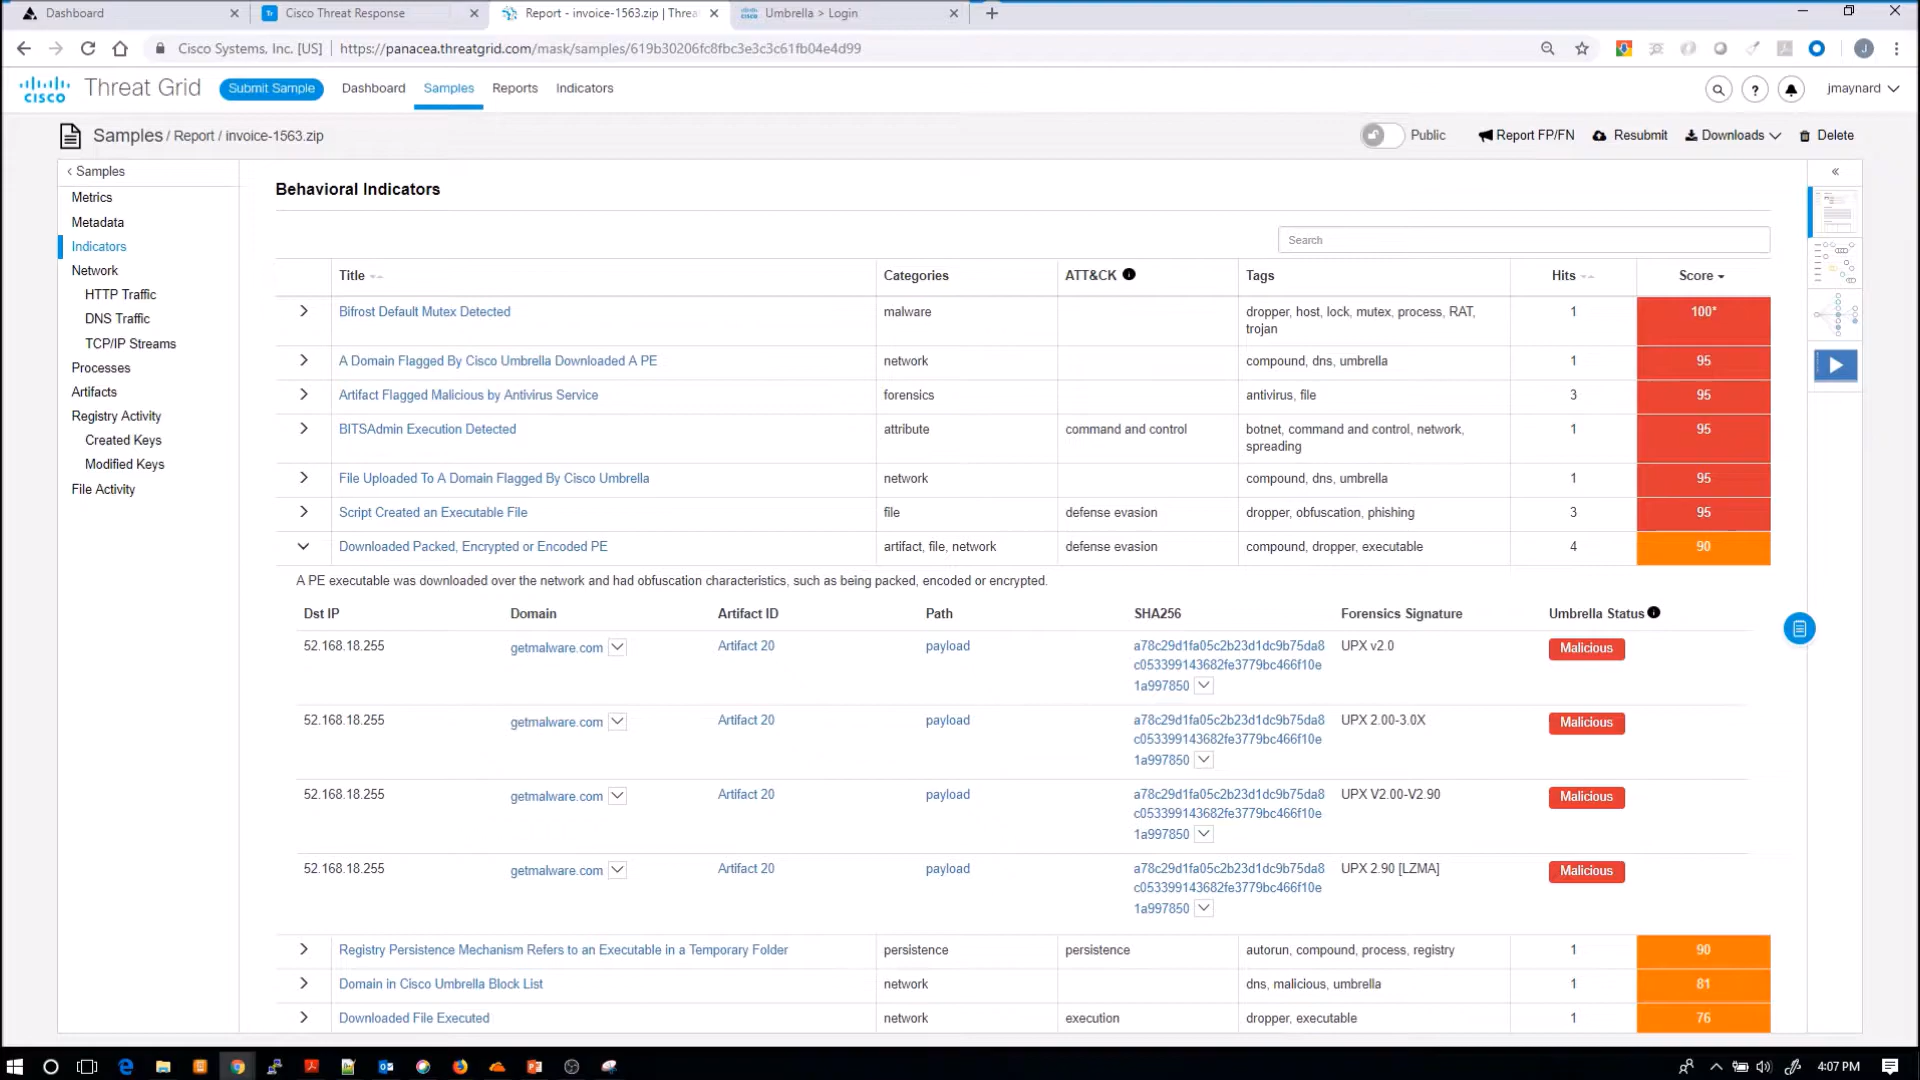 Dashboard
Cisco Threat Response
Report - invoice-1563.zip | Threa
Umbrella > Login
Cisco Systems, Inc. [US]
https://panacea.threatgrid.com/mask/samples/619b30206fc8fbc3e3c3c61fb04e4d99
J
CISCO
Threat Grid
Submit Sample
Dashboard
Samples
Reports
Indicators
?
jmaynard
Samples / Report / invoice-1563.zip
Public
Report FP/FN
Resubmit
Downloads
Delete
< Samples
Metrics
Metadata
Indicators
Network
HTTP Traffic
DNS Traffic
TCP/IP Streams
Processes
Artifacts
Registry Activity
Created Keys
Modified Keys
File Activity
Behavioral Indicators
Search
Title Categories ATT&CK Tags Hits Score
Bifrost Default Mutex Detected malware dropper, host, lock, mutex, process, RAT, 1 100*
trojan
A Domain Flagged By Cisco Umbrella Downloaded A PE network compound, dns, umbrella 1 95
Artifact Flagged Malicious by Antivirus Service forensics antivirus, file 3 95
BITSAdmin Execution Detected attribute command and control botnet, command and control, network, 1 95
spreading
File Uploaded To A Domain Flagged By Cisco Umbrella network compound, dns, umbrella 1 95
Script Created an Executable File file defense evasion dropper, obfuscation, phishing 3 95
Downloaded Packed, Encrypted or Encoded PE artifact, file, network defense evasion compound, dropper, executable 4 90
A PE executable was downloaded over the network and had obfuscation characteristics, such as being packed, encoded or encrypted.
Dst IP Domain Artifact ID Path SHA256 Forensics Signature Umbrella Status
52.168.18.255 getmalware.com Artifact 20 payload a78c29d1fa05c2b23d1dc9b75da8 UPX v2.0 Malicious
c053399143682fe3779bc466f10e
1a997850
52.168.18.255 getmalware.com Artifact 20 payload a78c29d1fa05c2b23d1dc9b75da8 UPX 2.00-3.0X Malicious
c053399143682fe3779bc466f10e
1a997850
52.168.18.255 getmalware.com Artifact 20 payload a78c29d1fa05c2b23d1dc9b75da8 UPX V2.00-V2.90 Malicious
c053399143682fe3779bc466f10e
1a997850
52.168.18.255 getmalware.com Artifact 20 payload a78c29d1fa05c2b23d1dc9b75da8 UPX 2.90 [LZMA] Malicious
c053399143682fe3779bc466f10e
1a997850
Registry Persistence Mechanism Refers to an Executable in a Temporary Folder persistence persistence autorun, compound, process, registry 1 90
Domain in Cisco Umbrella Block List network dns, malicious, umbrella 1 81
Downloaded File Executed network execution dropper, executable 1 76
4:07 PM